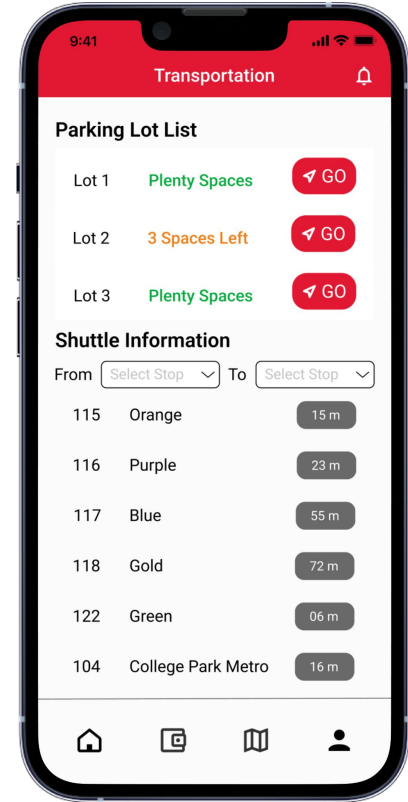 9:41
Transportation
Parking Lot List
Lot 1 Plenty Spaces GO
Lot 2 3 Spaces Left GO
Lot 3 Plenty Spaces GO
Shuttle Information
From Select Stop To Select Stop
115 Orange 15 m
116 Purple 23 m
117 Blue 55 m
118 Gold 72 m
122 Green 06 m
104 College Park Metro 16 m